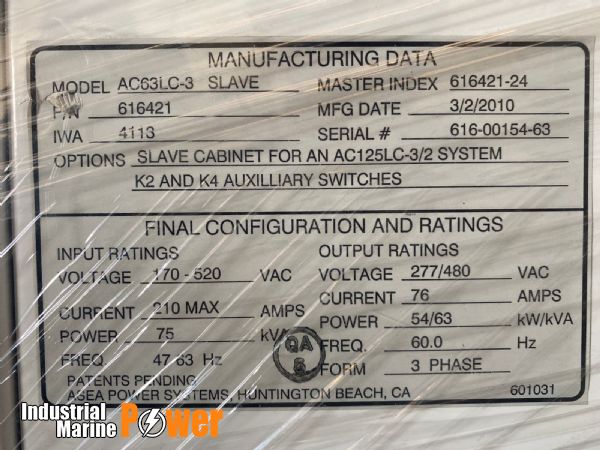 MANUFACTURING DATA
MODEL AC63LC-3 SLAVE MASTER INDEX 616421-24
P/N 616421 MFG DATE 3/2/2010
IWA 4113 SERIAL # 616-00154-63
OPTIONS SLAVE CABINET FOR AN AC125LC-3/2 SYSTEM
K2 AND K4 AUXILLIARY SWITCHES
FINAL CONFIGURATION AND RATINGS
INPUT RATINGS
VOLTAGE 170 - 520 VAC
CURRENT 210 MAX AMPS
POWER 75 kVA
FREQ. 47 63 Hz
OUTPUT RATINGS
VOLTAGE 277/480 VAC
CURRENT 76 AMPS
POWER 54/63 kW/kVA
FREQ. 60.0 Hz
FORM 3 PHASE
QA
6
PATENTS PENDING
ASEA POWER SYSTEMS, HUNTINGTON BEACH, CA 601031
Industrial
Marine Power